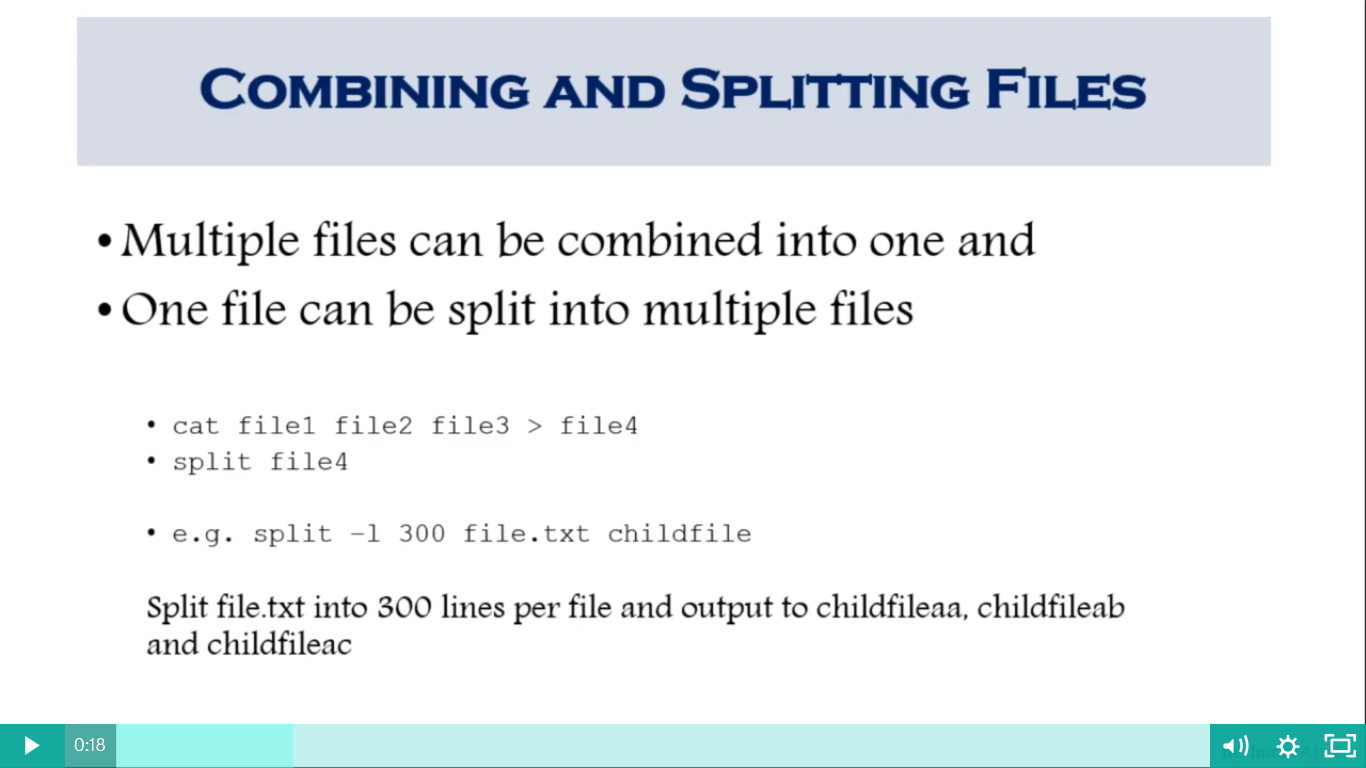 COMBINING AND SPLITTING FILES
• Multiple files can be combined into one and
• One file can be split into multiple files
• cat file1 file2 file3 > file4
• split file4
• e.g. split -l 300 file.txt childfile
Split file.txt into 300 lines per file and output to childfileaa, childfileab
and childfileac
0:18